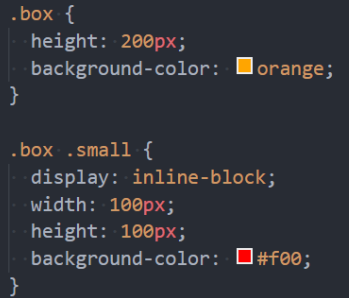 .box {
  height: 200px;
  background-color: orange;
}

.box .small {
  display: inline-block;
  width: 100px;
  height: 100px;
  background-color: #f00;
}